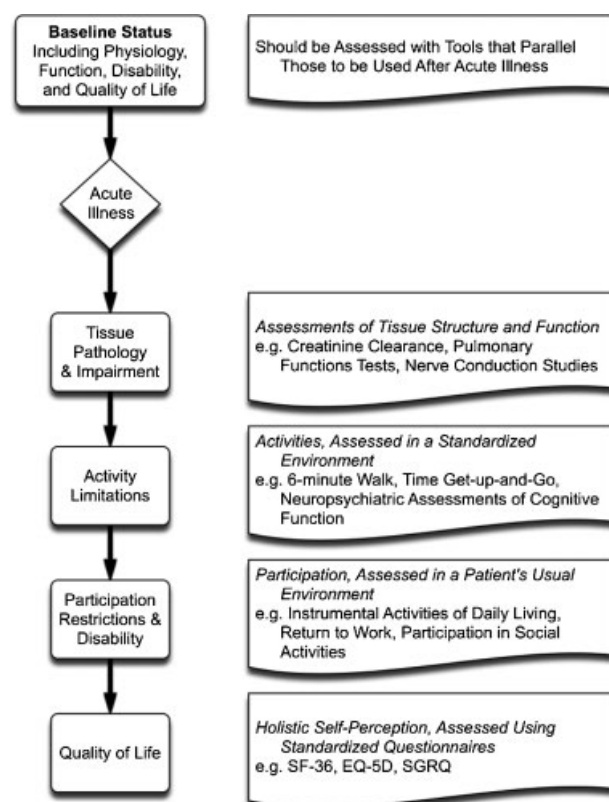 Baseline Status
Including Physiology,
Function, Disability,
and Quality of Life
Should be Assessed with Tools that Parallel
Those to be Used After Acute Illness
Acute
Illness
Tissue
Pathology
& Impairment
Assessments of Tissue Structure and Function
e.g. Creatinine Clearance, Pulmonary
Functions Tests, Nerve Conduction Studies
Activity
Limitations
Activities, Assessed in a Standardized
Environment
e.g. 6-minute Walk, Time Get-up-and-Go,
Neuropsychiatric Assessments of Cognitive
Function
Participation
Restrictions &
Disability
Participation, Assessed in a Patient's Usual
Environment
e.g. Instrumental Activities of Daily Living,
Return to Work, Participation in Social
Activities
Quality of Life
Holistic Self-Perception, Assessed Using
Standardized Questionnaires
e.g. SF-36, EQ-5D, SGRQ